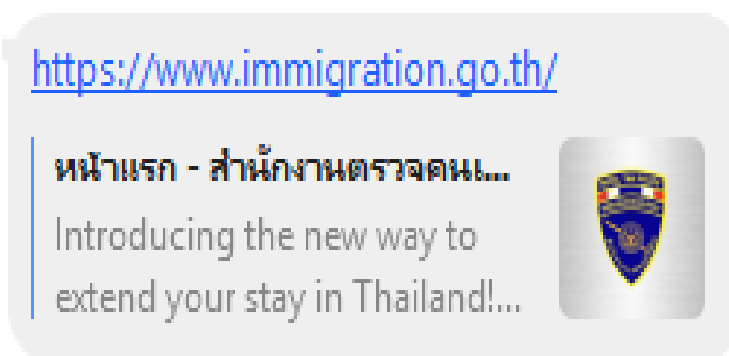 https://www.immigration.go.th/
หน้าแรก - สำนักงานตรวจคนเ...
Introducing the new way to
extend your stay in Thailand!...